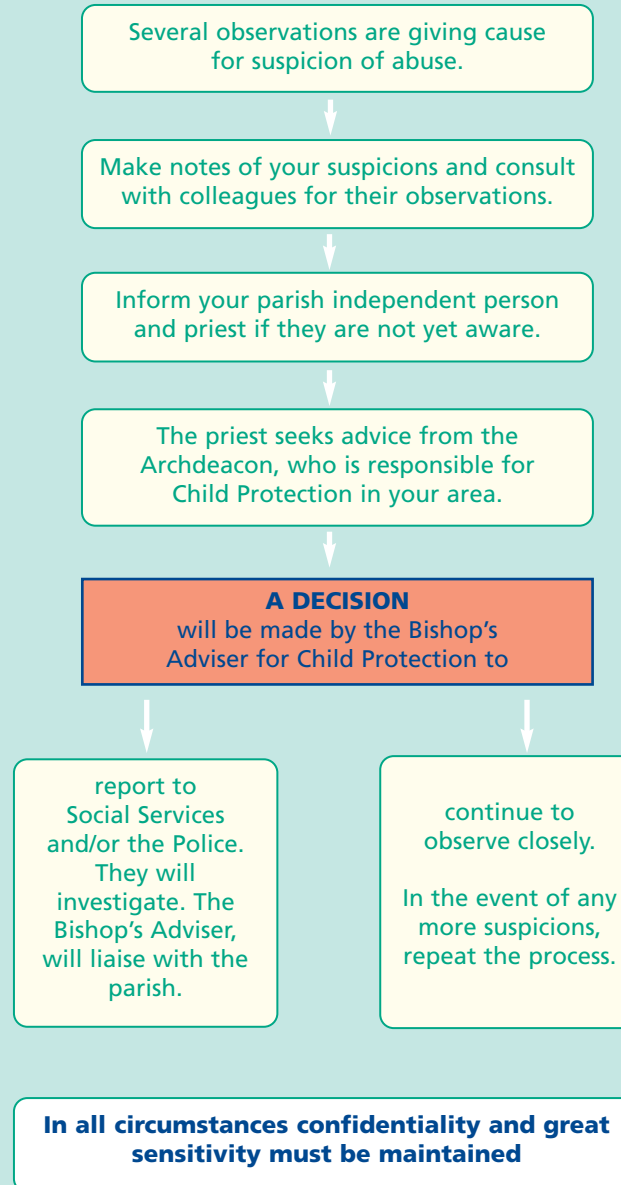 Several observations are giving cause
for suspicion of abuse.
Make notes of your suspicions and consult
with colleagues for their observations.
Inform your parish independent person
and priest if they are not yet aware.
The priest seeks advice from the
Archdeacon, who is responsible for
Child Protection in your area.
A DECISION
will be made by the Bishop's
Adviser for Child Protection to
report to
Social Services
and/or the Police.
They will
investigate. The
Bishop's Adviser,
will liaise with the
parish.
continue to
observe closely.
In the event of any
more suspicions,
repeat the process.
In all circumstances confidentiality and great
sensitivity must be maintained